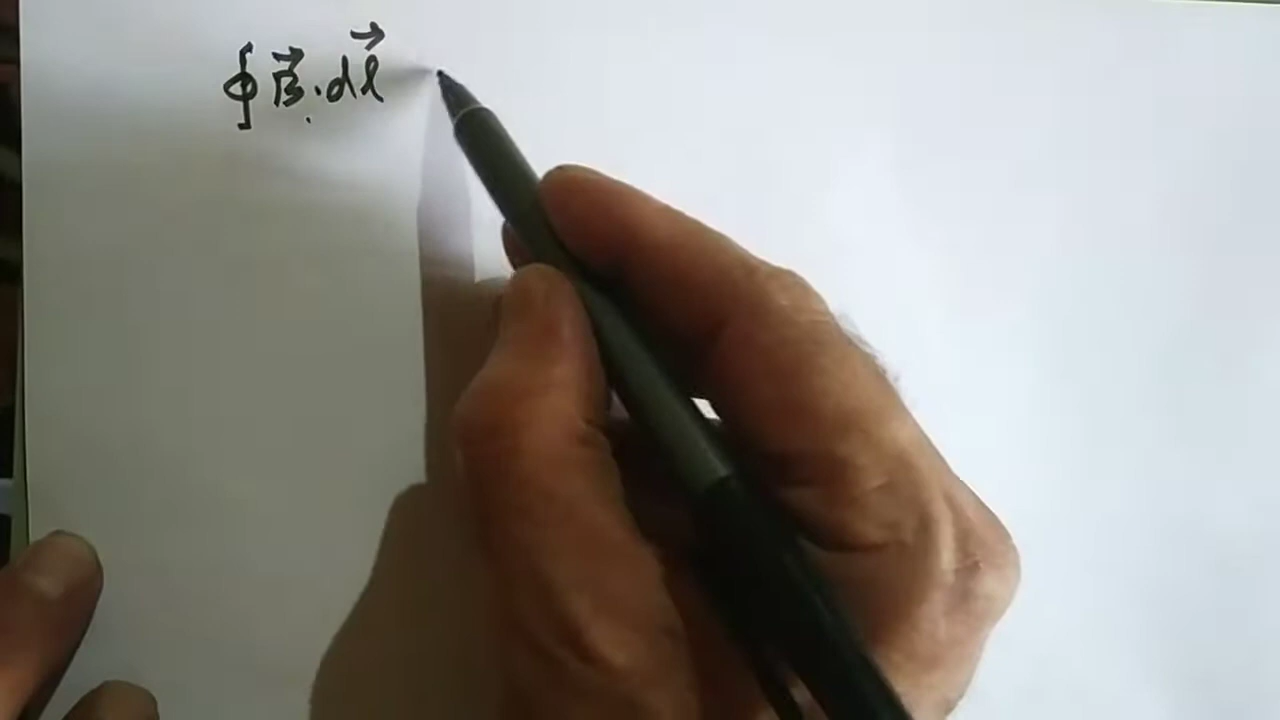 ∮ B⃗ · dl⃗